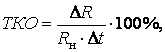 ТКО = ΔR / (Rн · Δt) · 100%,